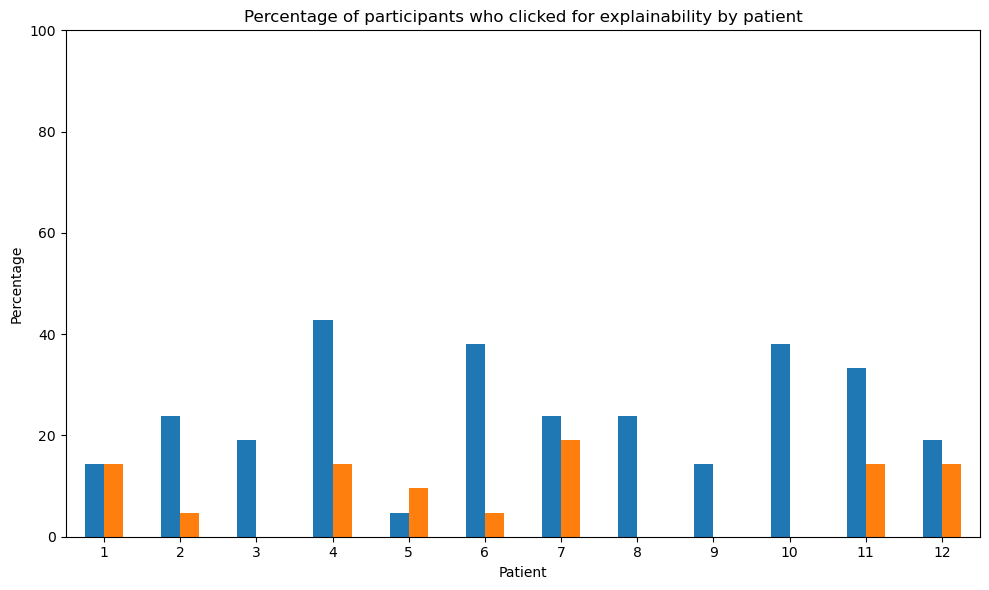 Percentage of participants who clicked for explainability by patient
100
80
60
40
20
0
Percentage
1 2 3 4 5 6 7 8 9 10 11 12
Patient